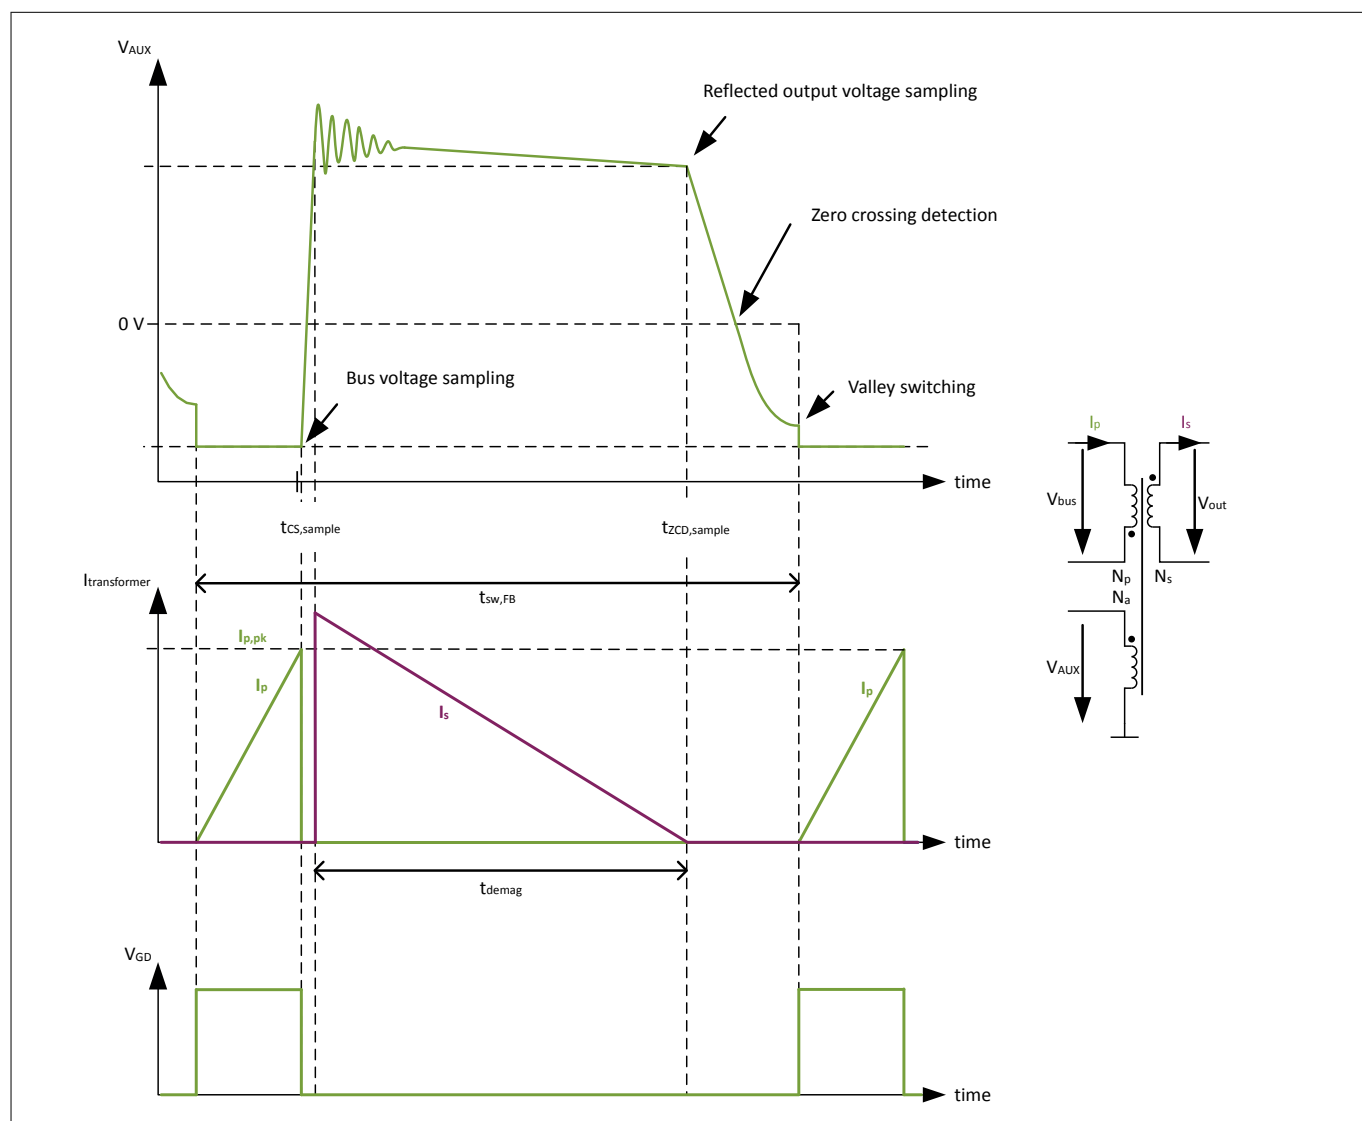 VAUX
Reflected output voltage sampling
Zero crossing detection
0 V
Bus voltage sampling
Valley switching
time
tCS,sample
tZCD,sample
Itransformer
tsw,FB
Ip,pk
Ip
Is
Ip
time
tdemag
VGD
time
Ip
Is
Vbus
Vout
Np
Ns
Na
VAUX